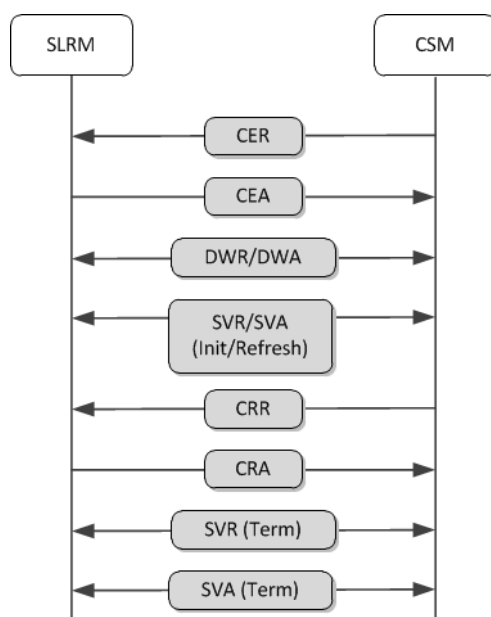 SLRM
CSM
CER
CEA
DWR/DWA
SVR/SVA
(Init/Refresh)
CRR
CRA
SVR (Term)
SVA (Term)